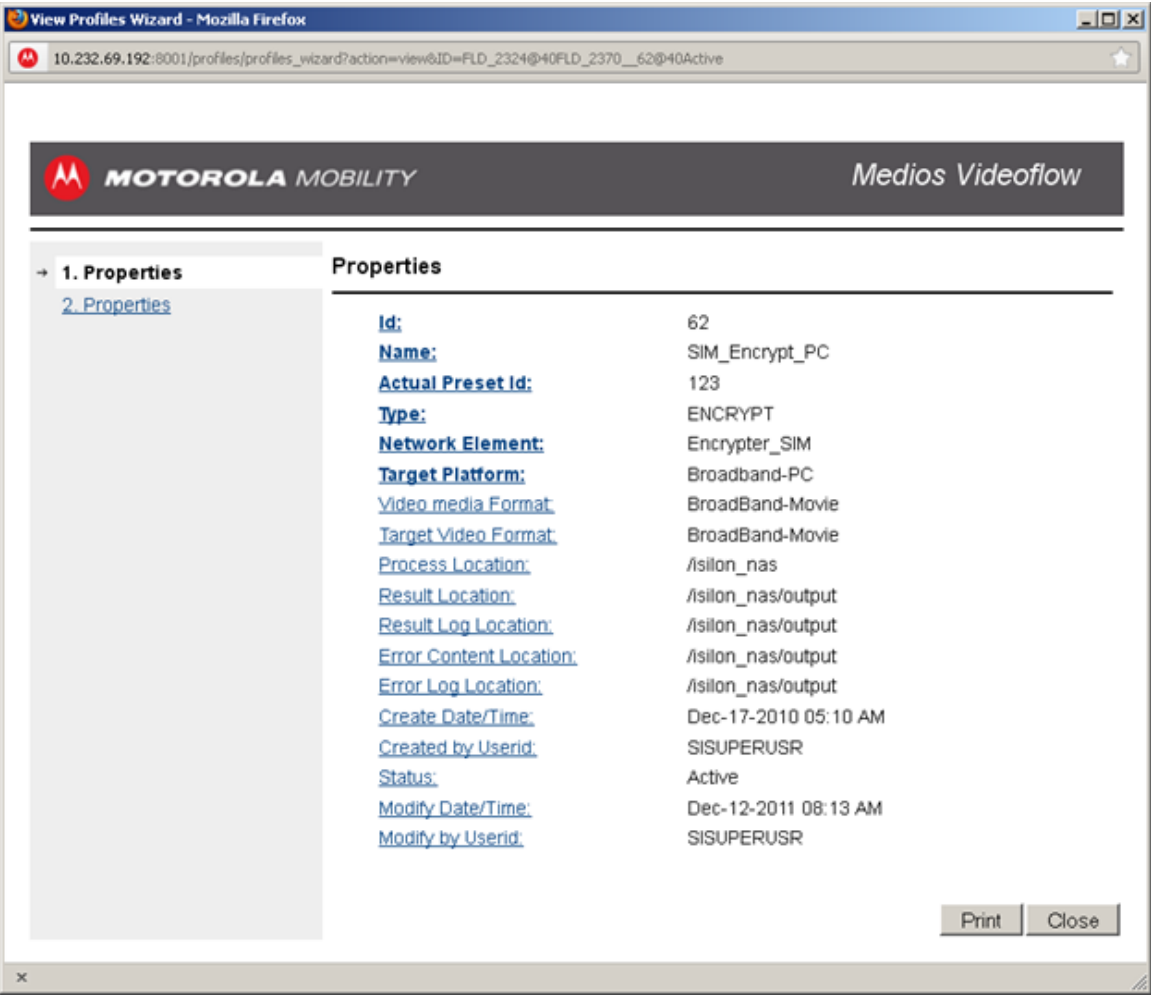 View Profiles Wizard - Mozilla Firefox
10.232.69.192:8001/profiles/profiles_wizard?action=view&ID=FLD_2324@40FLD_2370__62@40Active
MOTOROLA MOBILITY
Medios Videoflow
→ 1. Properties
2. Properties
Properties
Id: 62
Name: SIM_Encrypt_PC
Actual Preset Id: 123
Type: ENCRYPT
Network Element: Encrypter_SIM
Target Platform: Broadband-PC
Video media Format: BroadBand-Movie
Target Video Format: BroadBand-Movie
Process Location: /isilon_nas
Result Location: /isilon_nas/output
Result Log Location: /isilon_nas/output
Error Content Location: /isilon_nas/output
Error Log Location: /isilon_nas/output
Create Date/Time: Dec-17-2010 05:10 AM
Created by Userid: SISUPERUSR
Status: Active
Modify Date/Time: Dec-12-2011 08:13 AM
Modify by Userid: SISUPERUSR
Print Close